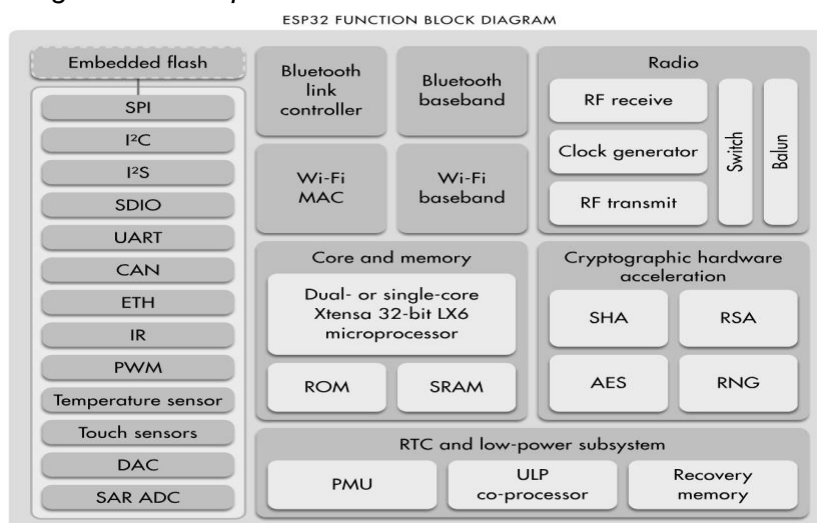 ESP32 FUNCTION BLOCK DIAGRAM
Embedded flash
SPI
I²C
I²S
SDIO
UART
CAN
ETH
IR
PWM
Temperature sensor
Touch sensors
DAC
SAR ADC
Bluetooth
link
controller
Bluetooth
baseband
Wi-Fi
MAC
Wi-Fi
baseband
Radio
RF receive
Clock generator
RF transmit
Switch
Balun
Core and memory
Dual- or single-core
Xtensa 32-bit LX6
microprocessor
ROM
SRAM
Cryptographic hardware
acceleration
SHA
RSA
AES
RNG
RTC and low-power subsystem
PMU
ULP
co-processor
Recovery
memory